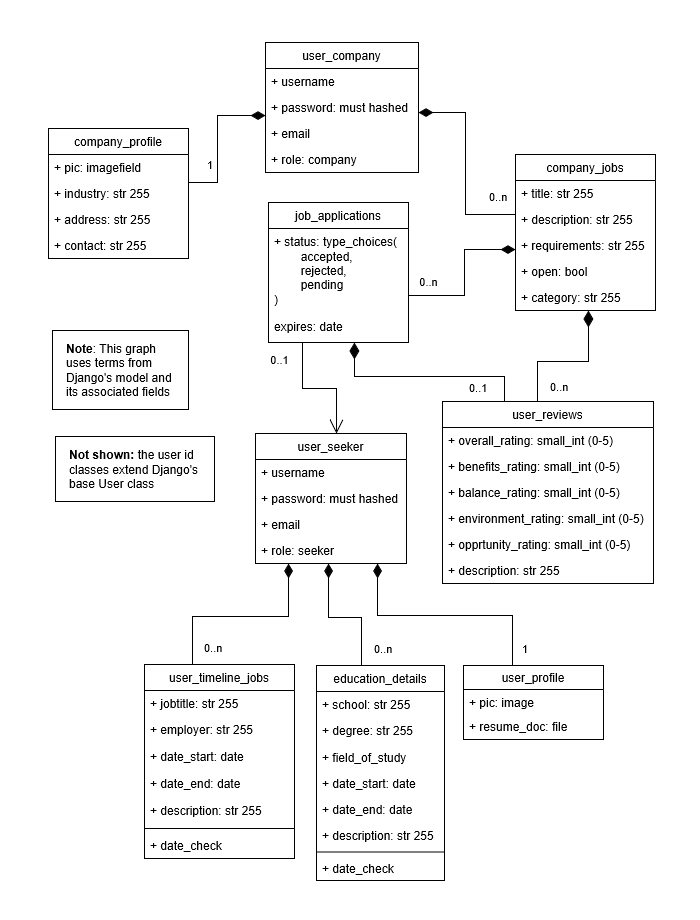 user_company
+ username
+ password: must hashed
+ email
+ role: company
company_profile
+ pic: imagefield
+ industry: str 255
+ address: str 255
+ contact: str 255
1
company_jobs
+ title: str 255
+ description: str 255
+ requirements: str 255
+ open: bool
+ category: str 255
0..n
job_applications
+ status: type_choices(
accepted,
rejected,
pending
)
expires: date
0..n
0..1
Note: This graph
uses terms from
Django's model and
its associated fields
Not shown: the user id
classes extend Django's
base User class
0..1
0..n
user_reviews
+ overall_rating: small_int (0-5)
+ benefits_rating: small_int (0-5)
+ balance_rating: small_int (0-5)
+ environment_rating: small_int (0-5)
+ opprtunity_rating: small_int (0-5)
+ description: str 255
user_seeker
+ username
+ password: must hashed
+ email
+ role: seeker
0..n
0..n
1
user_timeline_jobs
+ jobtitle: str 255
+ employer: str 255
+ date_start: date
+ date_end: date
+ description: str 255
+ date_check
education_details
+ school: str 255
+ degree: str 255
+ field_of_study
+ date_start: date
+ date_end: date
+ description: str 255
+ date_check
user_profile
+ pic: image
+ resume_doc: file